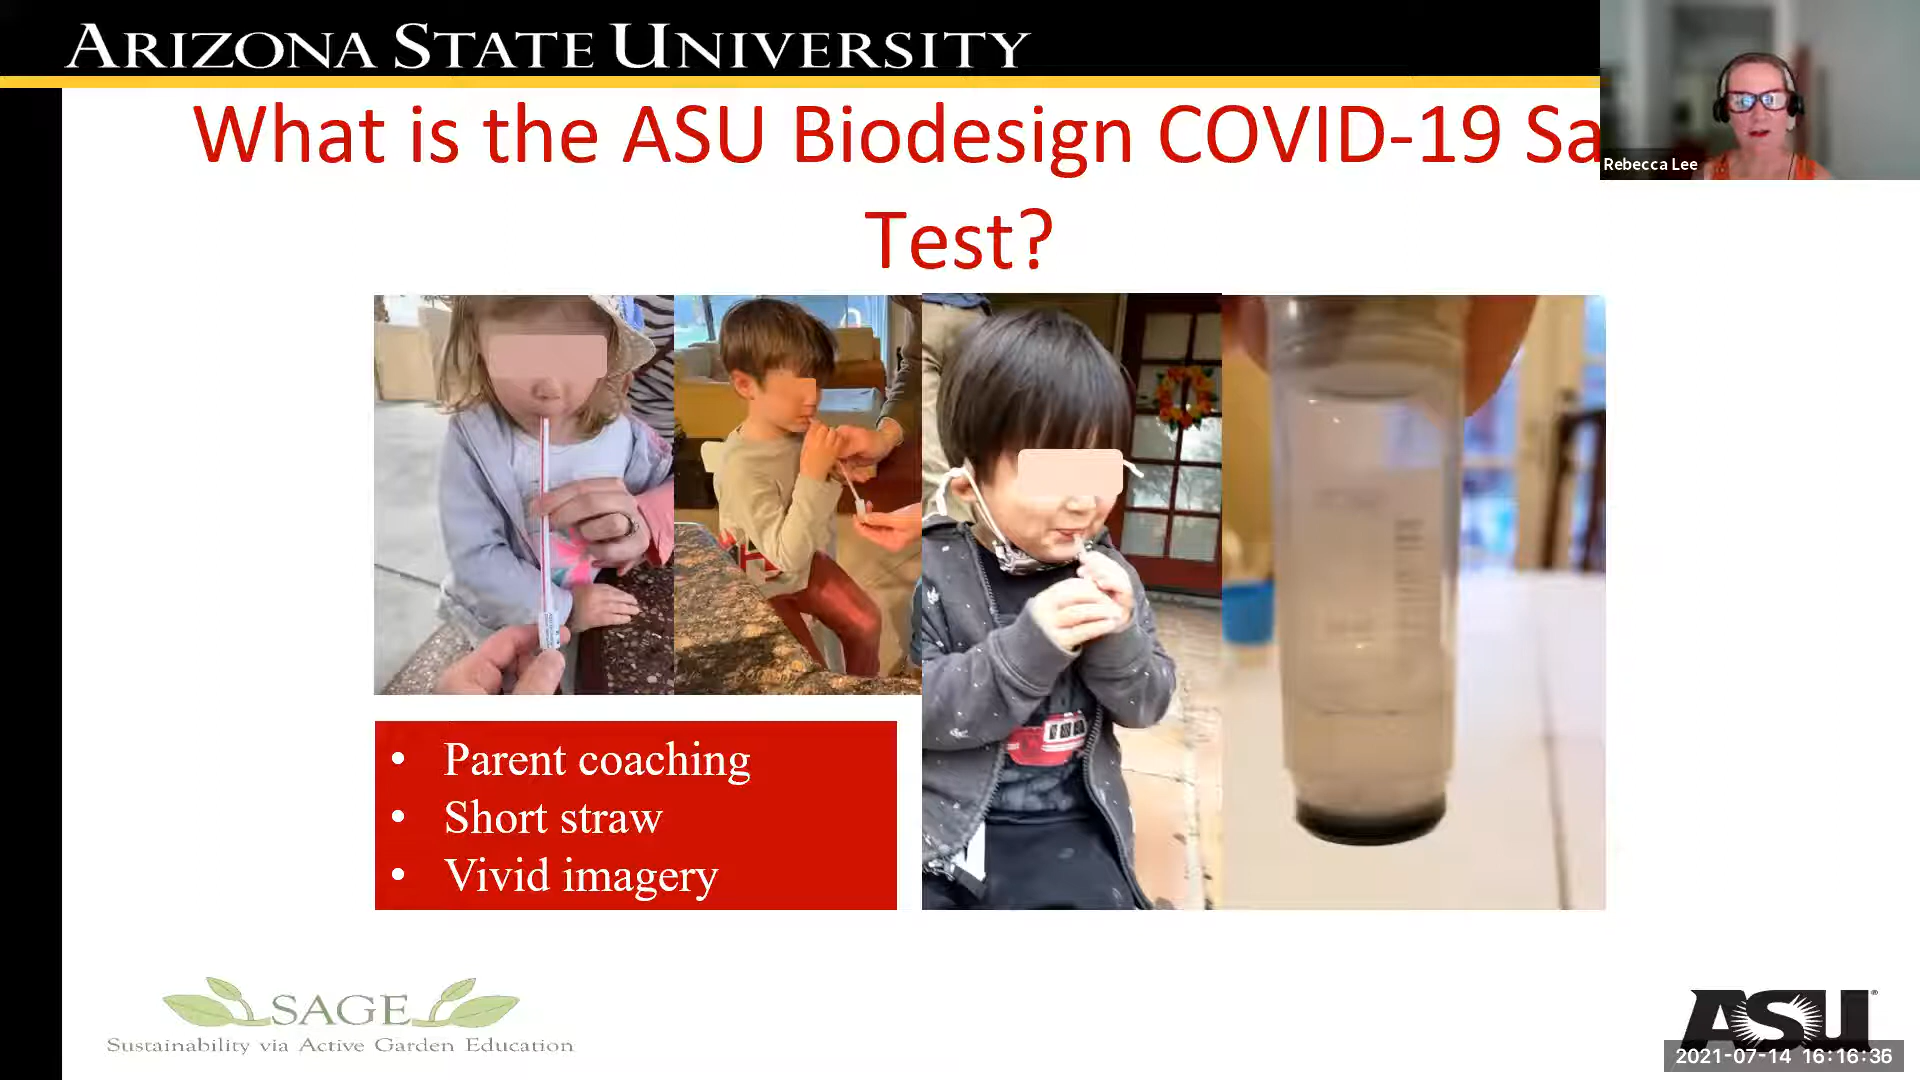 ARIZONA STATE UNIVERSITY
What is the ASU Biodesign COVID-19 Sa
Test?
Rebecca Lee
• Parent coaching
• Short straw
• Vivid imagery
SAGE
Sustainability via Active Garden Education
ASU
2021-07-14 16:16:36